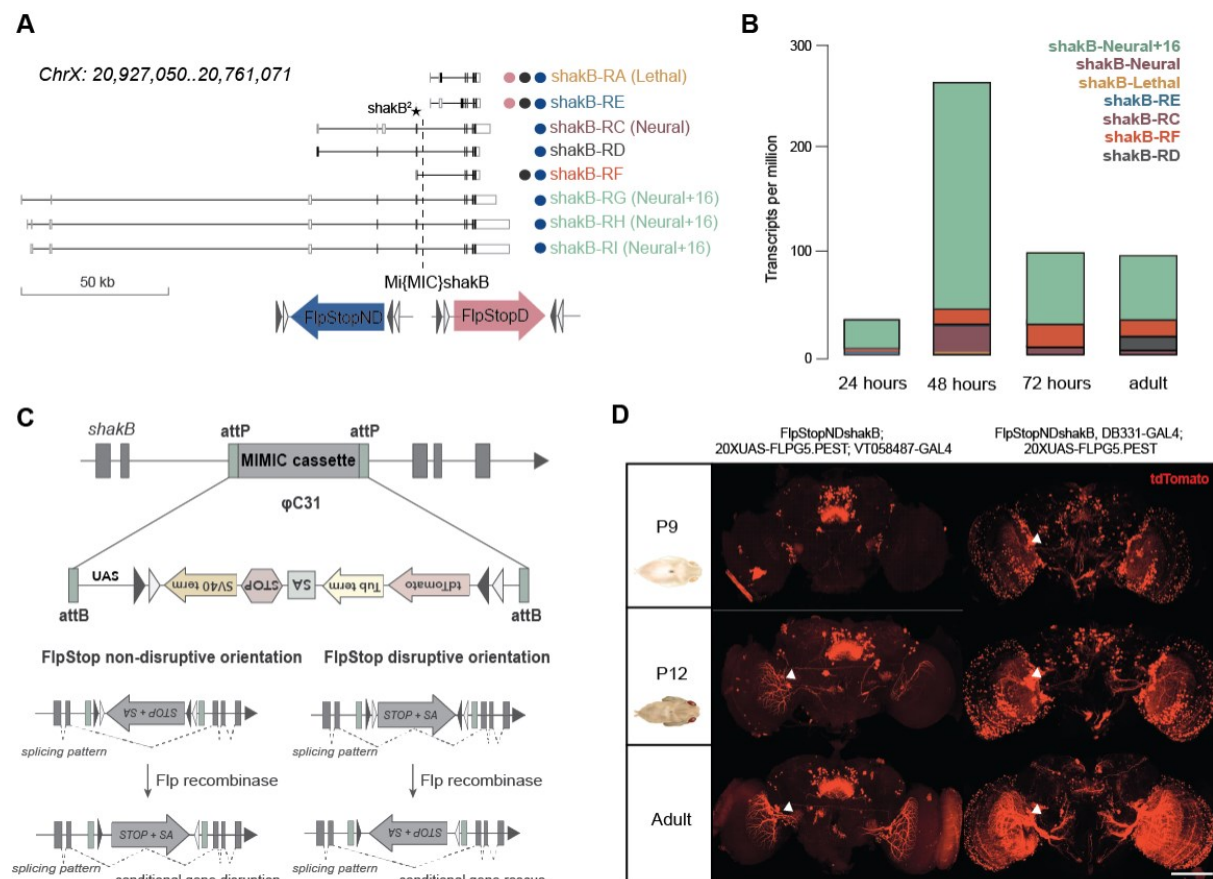 A
ChrX: 20,927,050..20,761,071
shakB-RA (Lethal)
shakB²
shakB-RE
shakB-RC (Neural)
shakB-RD
shakB-RF
shakB-RG (Neural+16)
shakB-RH (Neural+16)
shakB-RI (Neural+16)
50 kb
Mi{MIC}shakB
FlpStopND
FlpStopD
B
300
200
100
0
Transcripts per million
shakB-Neural+16
shakB-Neural
shakB-Lethal
shakB-RE
shakB-RC
shakB-RF
shakB-RD
24 hours
48 hours
72 hours
adult
C
shakB
attP
attP
MIMIC cassette
φC31
UAS
SV40 term
STOP
SA
Tub term
tdTomato
attB
attB
FlpStop non-disruptive orientation
FlpStop disruptive orientation
STOP + SA
STOP + SA
splicing pattern
splicing pattern
Flp recombinase
Flp recombinase
STOP + SA
STOP + SA
splicing pattern
splicing pattern
conditional gene disruption
conditional gene rescue
D
FlpStopNDshakB;
20XUAS-FLPG5.PEST; VT058487-GAL4
FlpStopNDshakB, DB331-GAL4;
20XUAS-FLPG5.PEST
tdTomato
P9
P12
Adult